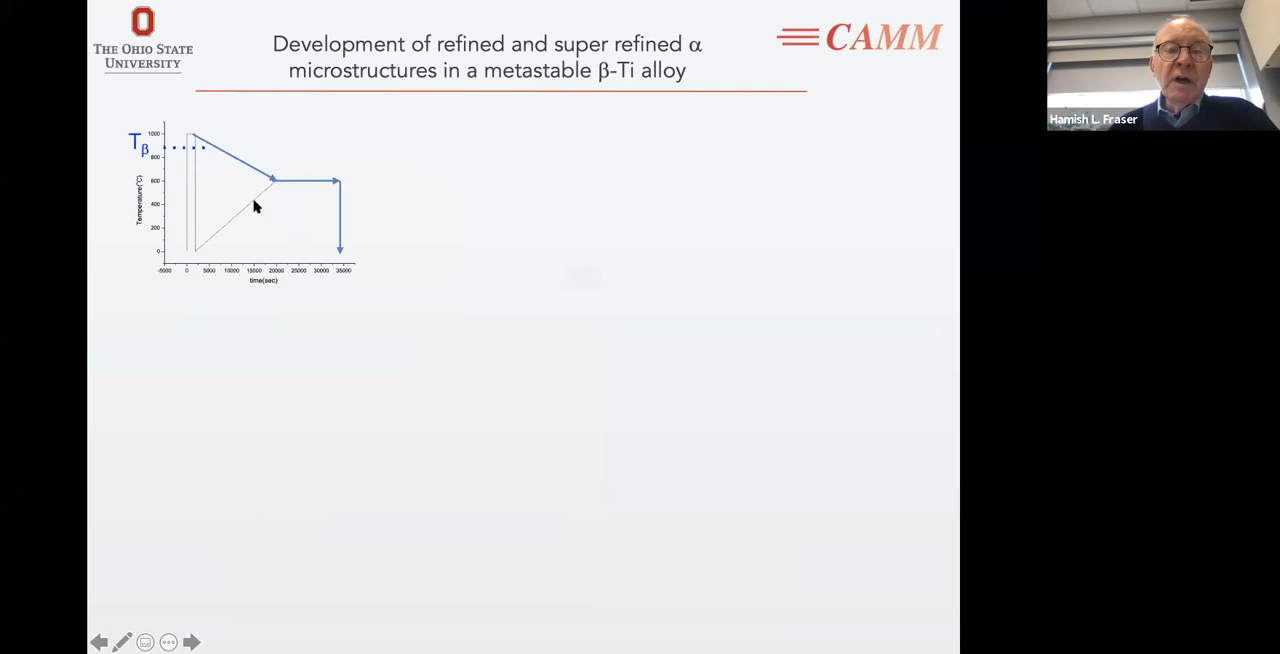 THE OHIO STATE
UNIVERSITY
Development of refined and super refined α
microstructures in a metastable β-Ti alloy
CAMM
Hamish L. Fraser
Tβ
1000
800
600
400
200
0
Temperature(°C)
-5000 0 5000 10000 15000 20000 25000 30000 35000
time(sec)